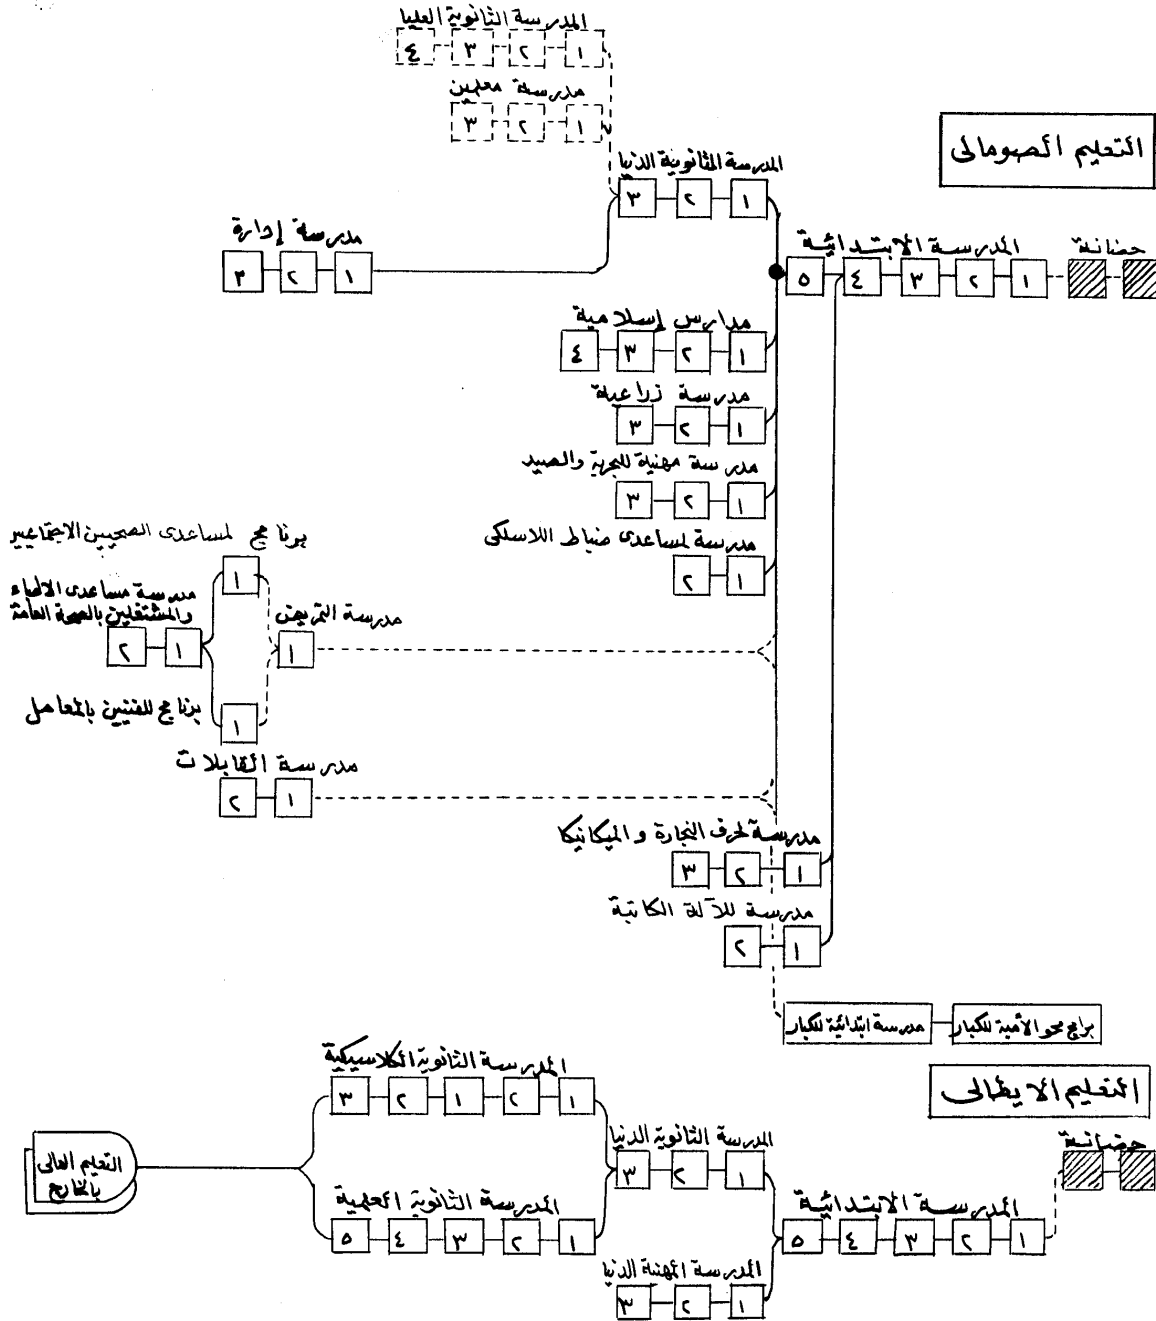 المدرسة الثانوية العليا
١ ٢ ٣ ٤
مدرسة معلمين
١ ٢ ٣
التعليم الصومالى
المدرسة الثانوية الدنيا
١ ٢ ٣
مدرسة إدارة
١ ٢ ٣
حضانة
المدرسة الابتدائية
١ ٢ ٣ ٤ ٥
مدارس إسلامية
١ ٢ ٣ ٤
مدرسة زراعية
١ ٢ ٣
مدرسة مهنية للبحرية والصيد
١ ٢ ٣
مدرسة لمساعدى ضباط اللاسلكى
١ ٢
برنامج لمساعدى الصحيين الاجتماعيين
١
مدرسة التمريض
١
مدرسة مساعدى الاطباء
والمشتغلين بالصحة العامة
١ ٢
برنامج للفنيين بالمعامل
١
مدرسة القابلات
١ ٢
مدرسة لحرف النجارة والميكانيكا
١ ٢ ٣
مدرسة للآلة الكاتبة
١ ٢
برامج محو الأمية للكبار
مدرسة ابتدائية للكبار
التعليم الايطالى
حضانة
المدرسة الابتدائية
١ ٢ ٣ ٤ ٥
المدرسة الثانوية الدنيا
١ ٢ ٣
المدرسة المهنية الدنيا
١ ٢ ٣
المدرسة الثانوية الكلاسيكية
١ ٢ ١ ٢ ٣
المدرسة الثانوية العلمية
١ ٢ ٣ ٤ ٥
التعليم العالى
بالخارج